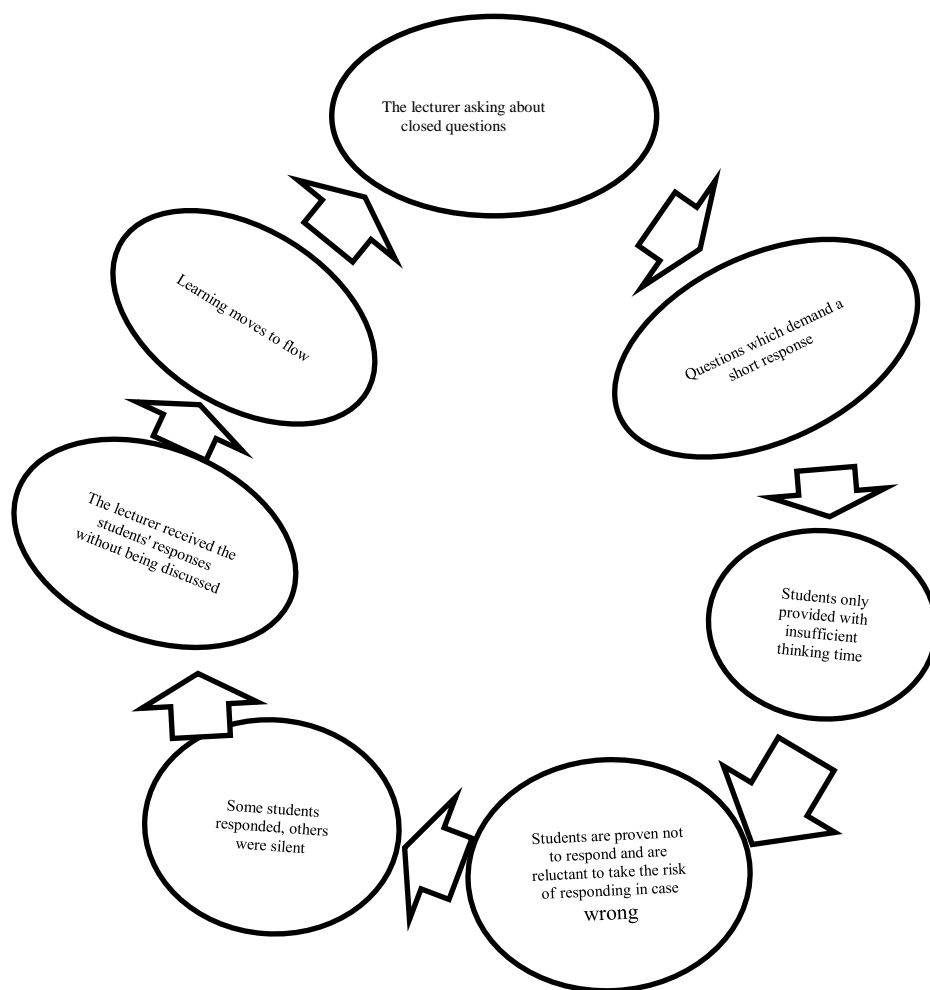 The lecturer asking about
closed questions
Questions which demand a
short response
Students only
provided with
insufficient
thinking time
Students are proven not
to respond and are
reluctant to take the risk
of responding in case
wrong
Some students
responded, others
were silent
The lecturer received the
students' responses
without being discussed
Learning moves to flow